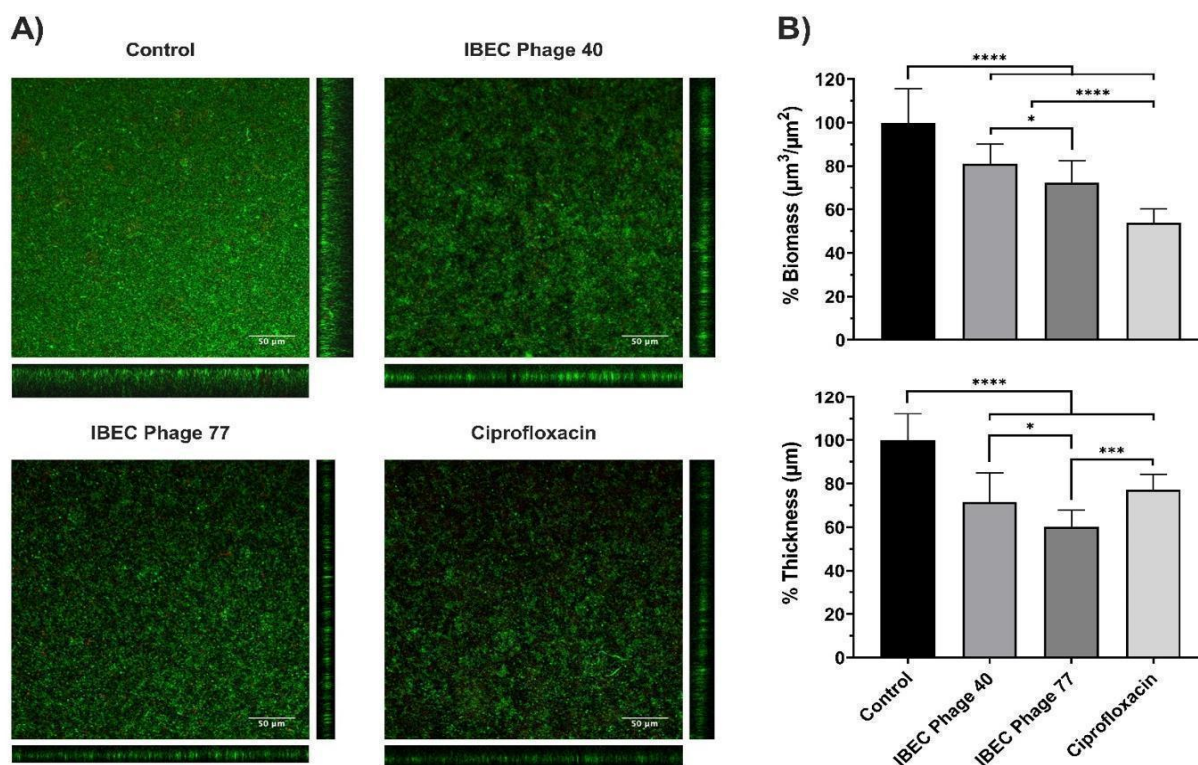 A)
Control
IBEC Phage 40
50 µm
50 µm
IBEC Phage 77
Ciprofloxacin
50 µm
50 µm
B)
% Biomass (µm³/µm²)
120
100
80
60
80
20
0
****
****
*
% Thickness (µm)
120
100
80
60
40
20
0
****
*
***
Control
IBEC Phage 40
IBEC Phage 77
Ciprofloxacin